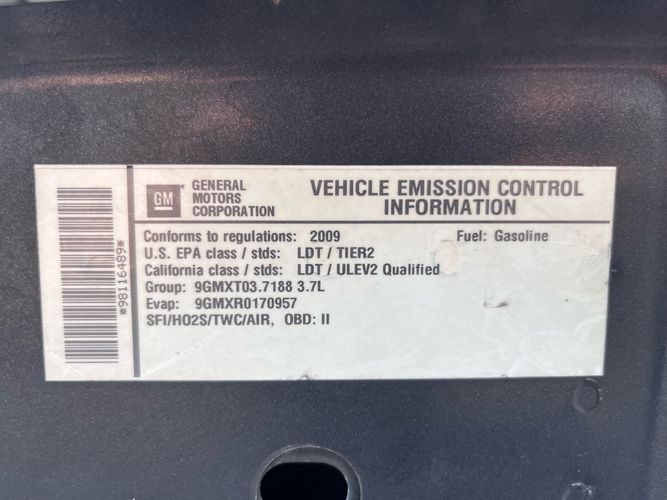 GM
GENERAL
MOTORS
CORPORATION
VEHICLE EMISSION CONTROL
INFORMATION
Conforms to regulations: 2009 Fuel: Gasoline
U.S. EPA class / stds: LDT / TIER2
California class / stds: LDT / ULEV2 Qualified
Group: 9GMXT03.7188 3.7L
Evap: 9GMXR0170957
SFI/HO2S/TWC/AIR, OBD: II
*98116489*